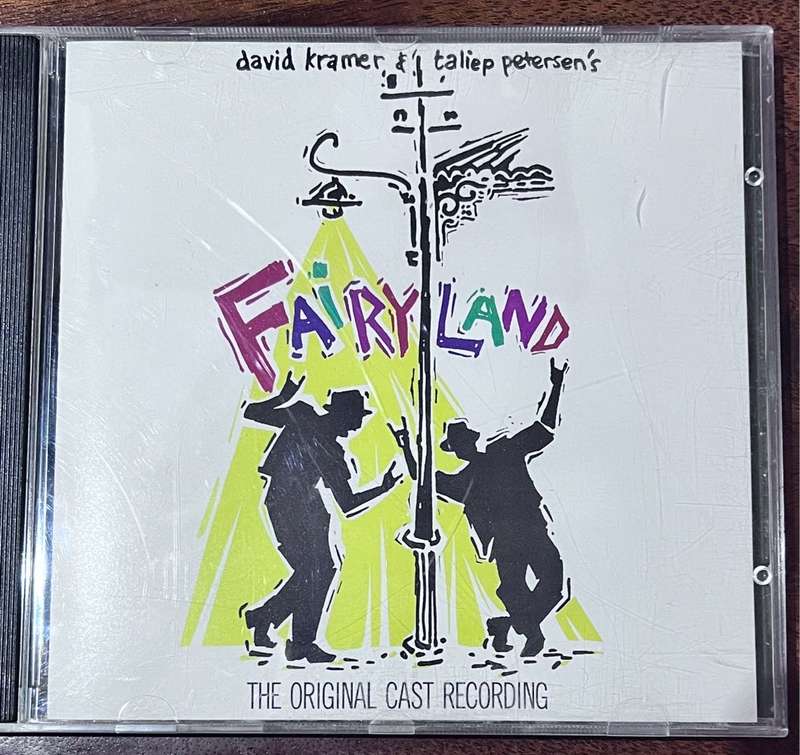 david kramer & taliep petersen's
FAiRYLAND
THE ORIGINAL CAST RECORDING